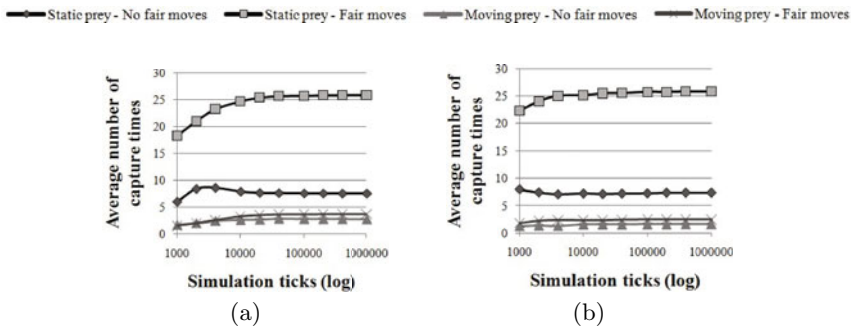 Static prey - No fair moves Static prey - Fair moves Moving prey - No fair moves Moving prey - Fair moves
Average number of capture times
30
25
20
15
10
5
0
1000 10000 100000 1000000
Simulation ticks (log)
(a)
Average number of capture times
30
25
20
15
10
5
0
1000 10000 100000 1000000
Simulation ticks (log)
(b)